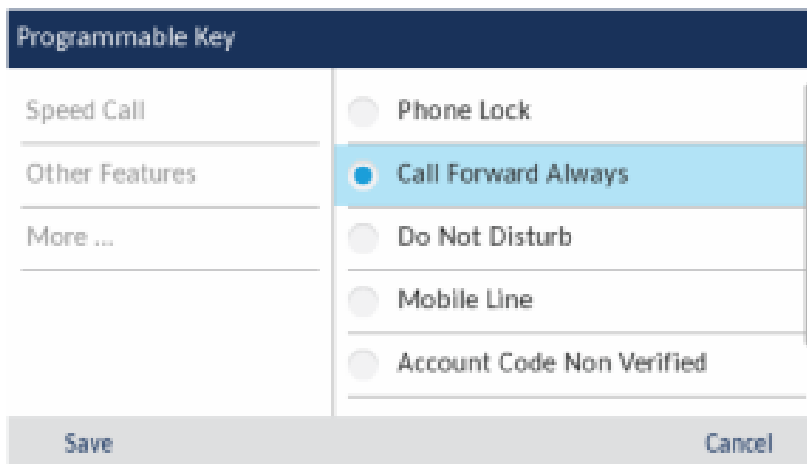 Programmable Key
Speed Call
Other Features
More ...
Phone Lock
Call Forward Always
Do Not Disturb
Mobile Line
Account Code Non Verified
Save
Cancel